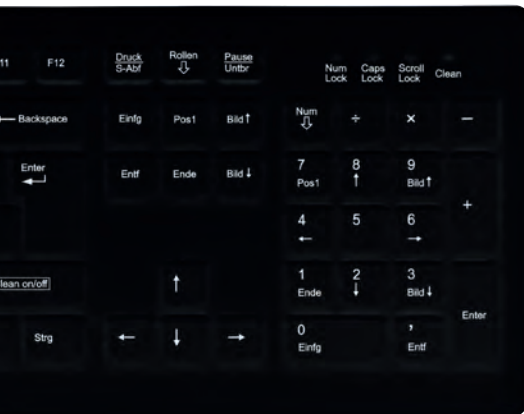 11 F12 Druck Rollen Pause
S-Abf ⇩ Untbr
Num Caps Scroll Clean
Lock Lock Lock
← Backspace Einfg Pos1 Bild↑ Num ÷ × −
⇩
Enter Entf Ende Bild↓ 7 8 9 +
↵ Pos1 ↑ Bild↑
4 5 6
← →
lean on/off ↑ 1 2 3 Enter
Ende ↓ Bild↓
Strg ← ↓ → 0 ,
Einfg Entf